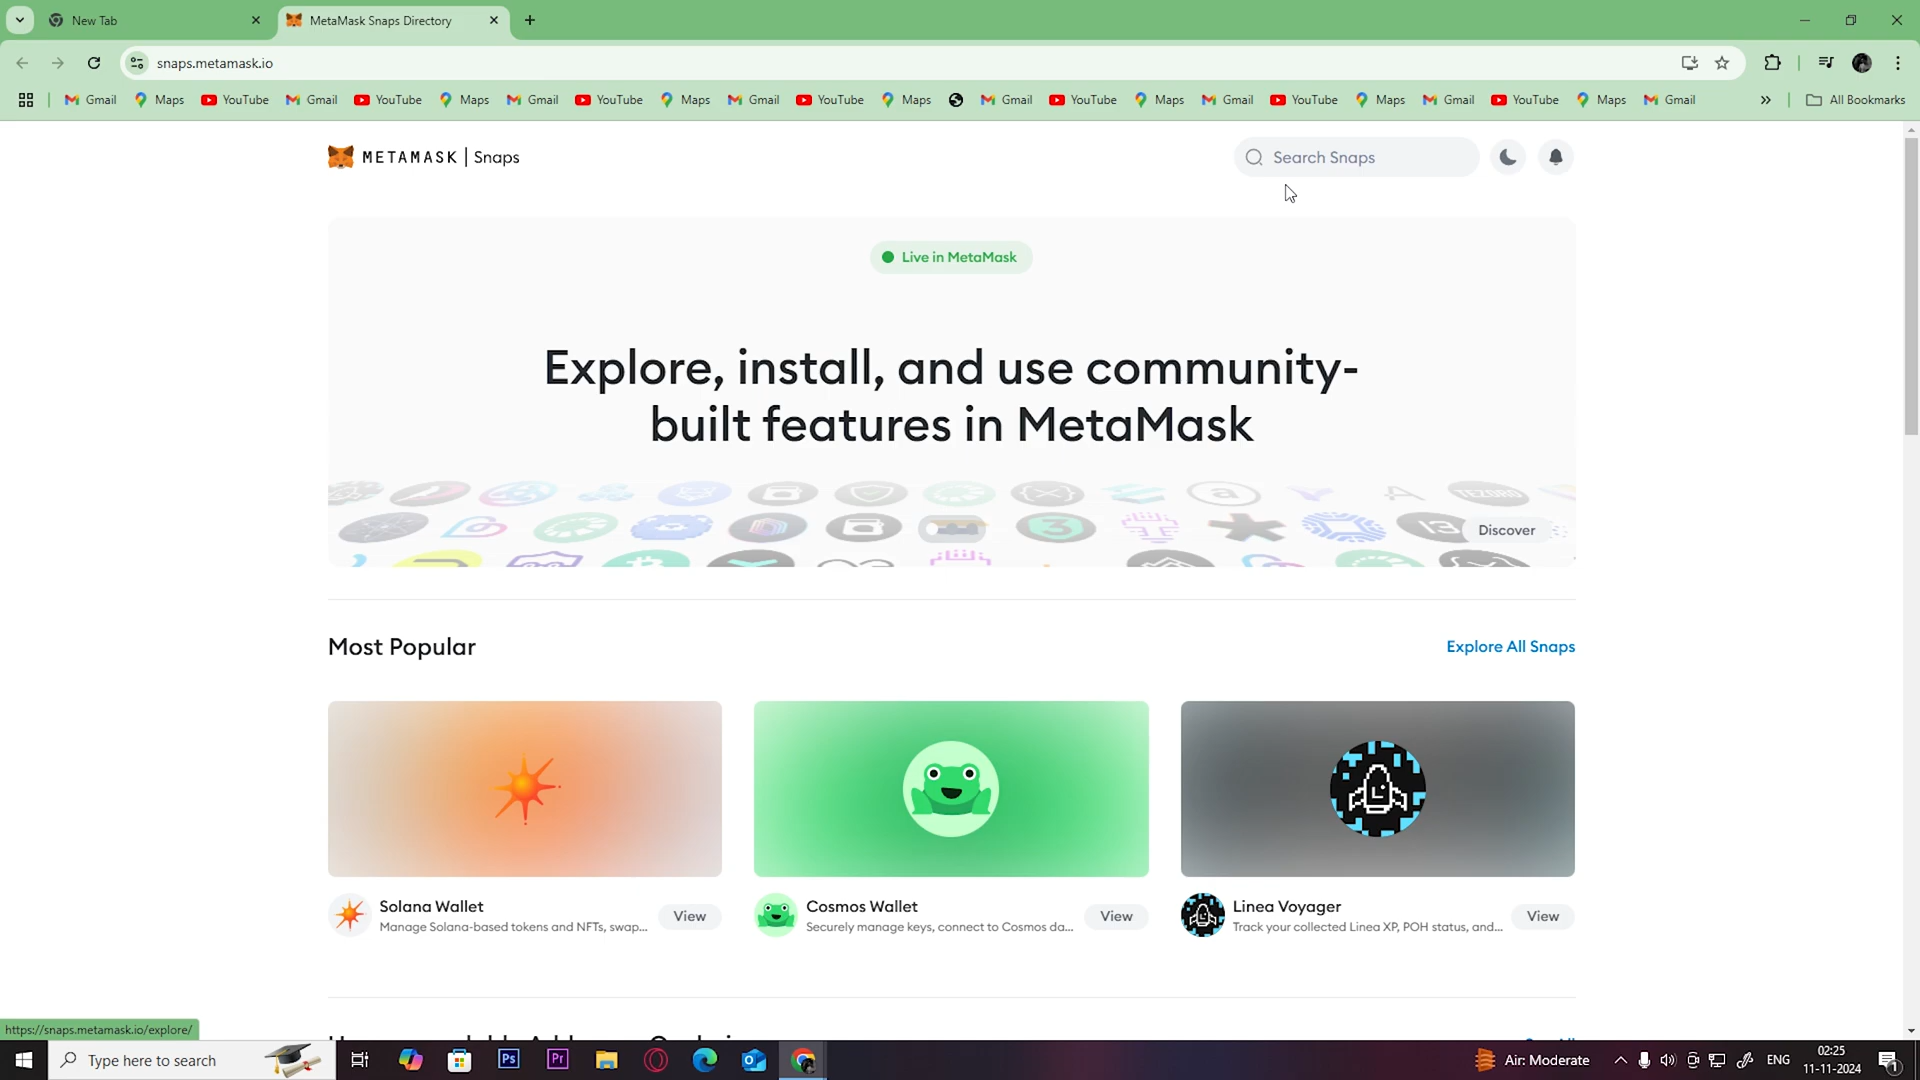 New Tab
MetaMask Snaps Directory
snaps.metamask.io
Gmail Maps YouTube Gmail YouTube Maps Gmail YouTube Maps Gmail YouTube Maps Gmail YouTube Maps Gmail YouTube Maps Gmail YouTube Maps Gmail All Bookmarks
METAMASK | Snaps
Search Snaps
Live in MetaMask
Explore, install, and use community-
built features in MetaMask
TEZORO
Discover
Most Popular
Explore All Snaps
Solana Wallet
Manage Solana-based tokens and NFTs, swap...
View
Cosmos Wallet
Securely manage keys, connect to Cosmos da...
View
Linea Voyager
Track your collected Linea XP, POH status, and...
View
https://snaps.metamask.io/explore/
Type here to search
Ps
Pr
Air: Moderate
ENG
02:25
11-11-2024
1